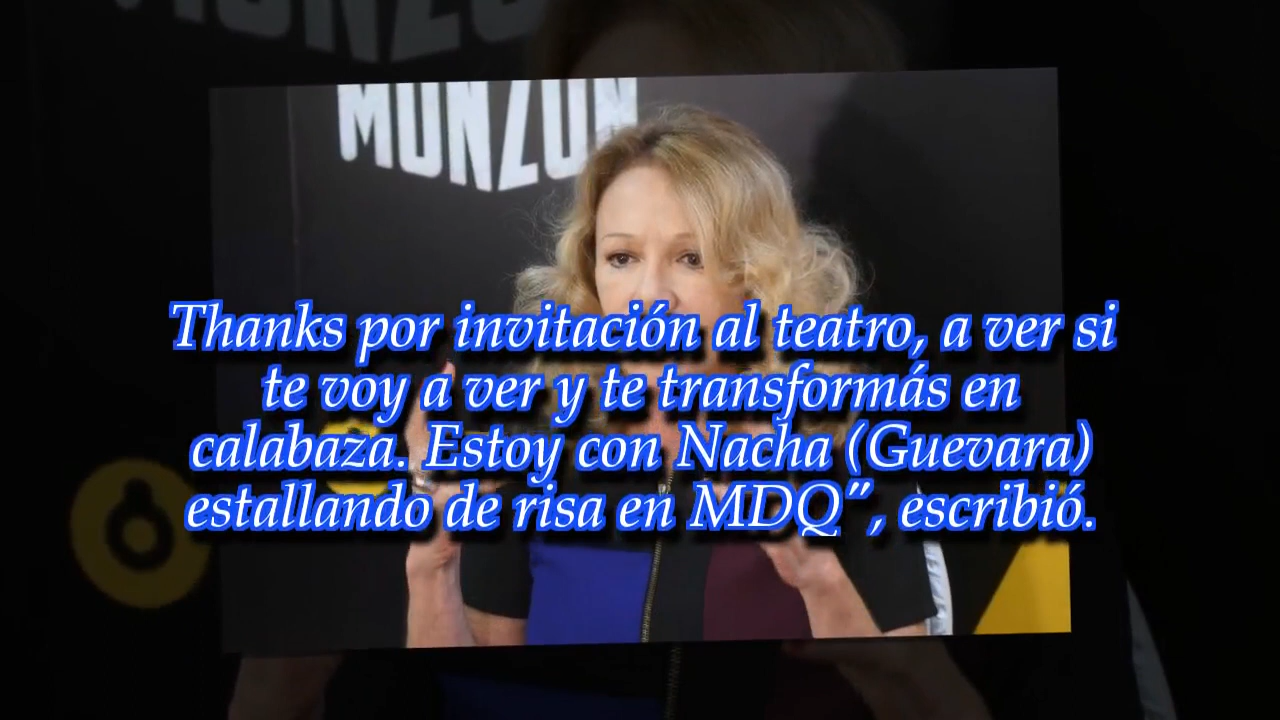 MONZÓN
Thanks por invitación al teatro, a ver si
te voy a ver y te transformás en
calabaza. Estoy con Nacha (Guevara)
estallando de risa en MDQ", escribió.